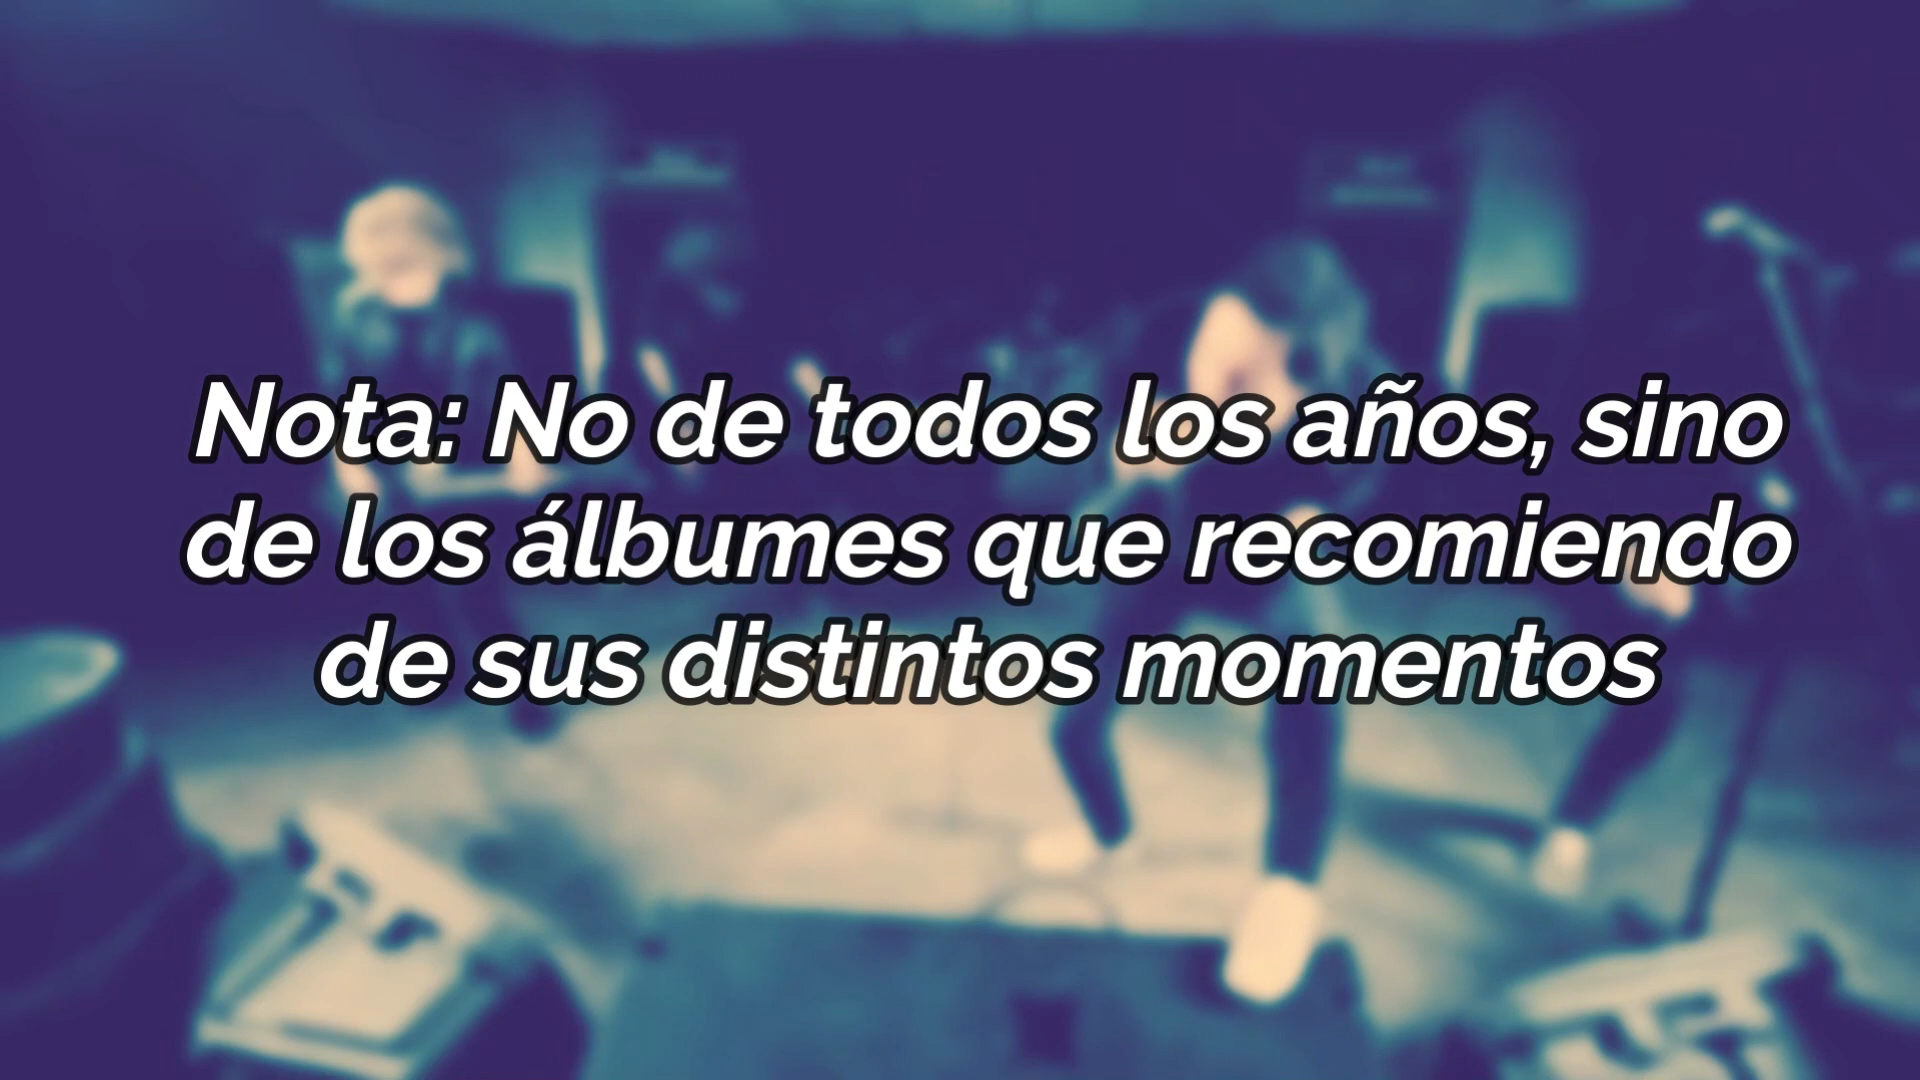 Nota: No de todos los años, sino
de los álbumes que recomiendo
de sus distintos momentos